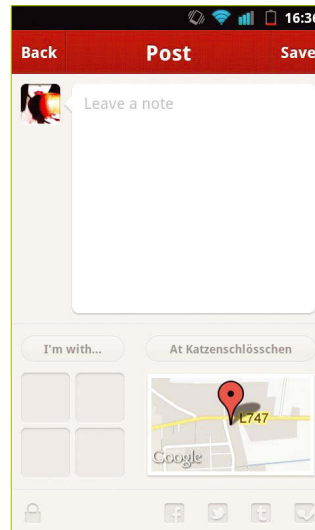 16:36
Back
Post
Save
Leave a note
I'm with...
At Katzenschlösschen
L747
Google